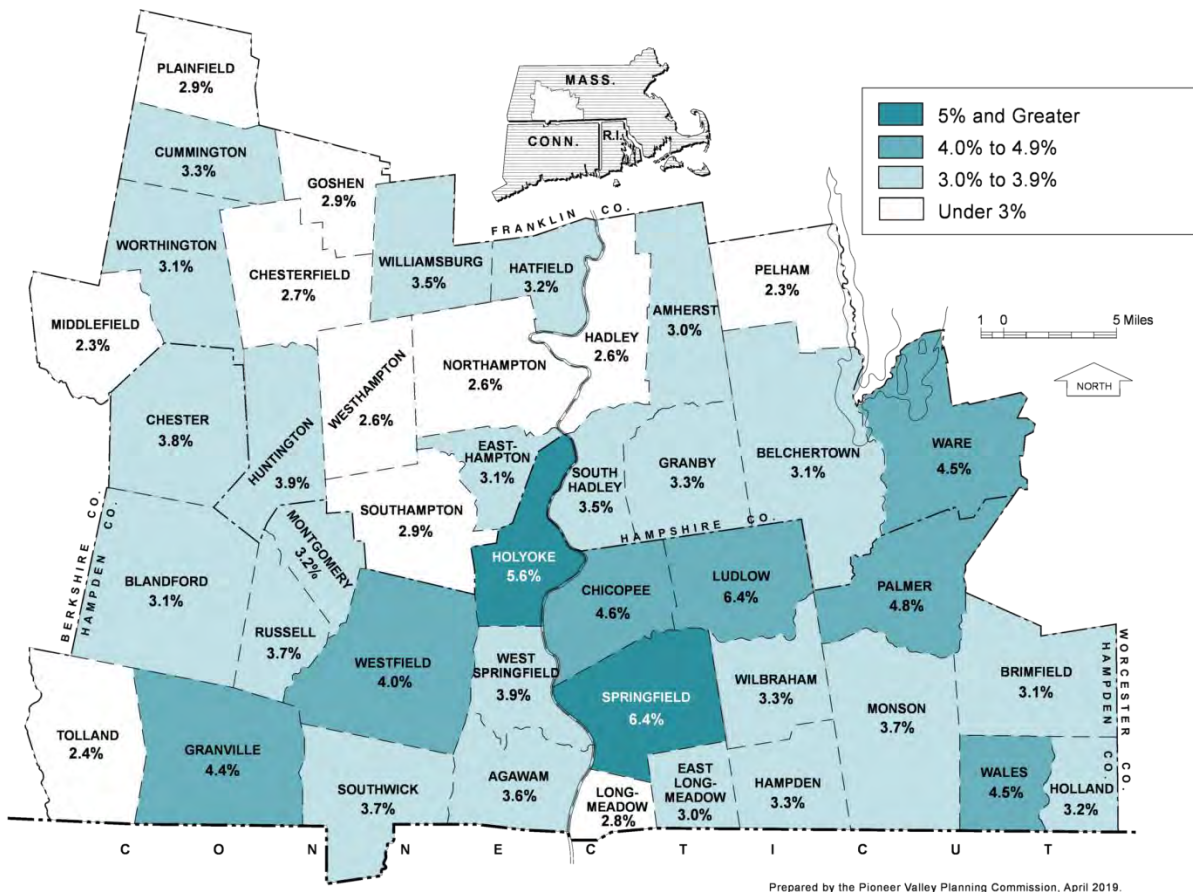 PLAINFIELD
2.9%
CUMMINGTON
3.3%
GOSHEN
2.9%
WORTHINGTON
3.1%
CHESTERFIELD
2.7%
WILLIAMSBURG
3.5%
HATFIELD
3.2%
FRANKLIN CO.
MASS.
CONN.
R.I.
5% and Greater
4.0% to 4.9%
3.0% to 3.9%
Under 3%
MIDDLEFIELD
2.3%
HADLEY
2.6%
AMHERST
3.0%
PELHAM
2.3%
1 0 5 Miles
NORTH
NORTHAMPTON
2.6%
WESTHAMPTON
2.6%
CHESTER
3.8%
HUNTINGTON
3.9%
EAST-
HAMPTON
3.1%
SOUTH
HADLEY
3.5%
GRANBY
3.3%
BELCHERTOWN
3.1%
WARE
4.5%
SOUTHAMPTON
2.9%
MONTGOMERY
3.2%
HAMPSHIRE CO.
BERKSHIRE CO.
HAMPDEN CO.
BLANDFORD
3.1%
HOLYOKE
5.6%
CHICOPEE
4.6%
LUDLOW
6.4%
PALMER
4.8%
RUSSELL
3.7%
WESTFIELD
4.0%
WEST
SPRINGFIELD
3.9%
SPRINGFIELD
6.4%
WILBRAHAM
3.3%
MONSON
3.7%
BRIMFIELD
3.1%
HAMPDEN CO.
WORCESTER CO.
TOLLAND
2.4%
GRANVILLE
4.4%
SOUTHWICK
3.7%
AGAWAM
3.6%
LONG-
MEADOW
2.8%
EAST
LONG-
MEADOW
3.0%
HAMPDEN
3.3%
WALES
4.5%
HOLLAND
3.2%
CONNECTICUT
Prepared by the Pioneer Valley Planning Commission, April 2019.